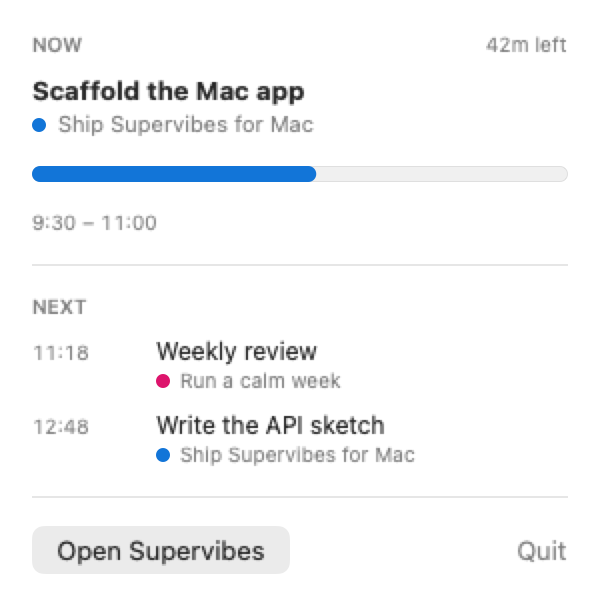 NOW 42m left
Scaffold the Mac app
Ship Supervibes for Mac
9:30 – 11:00
NEXT
11:18 Weekly review
Run a calm week
12:48 Write the API sketch
Ship Supervibes for Mac
Open Supervibes Quit